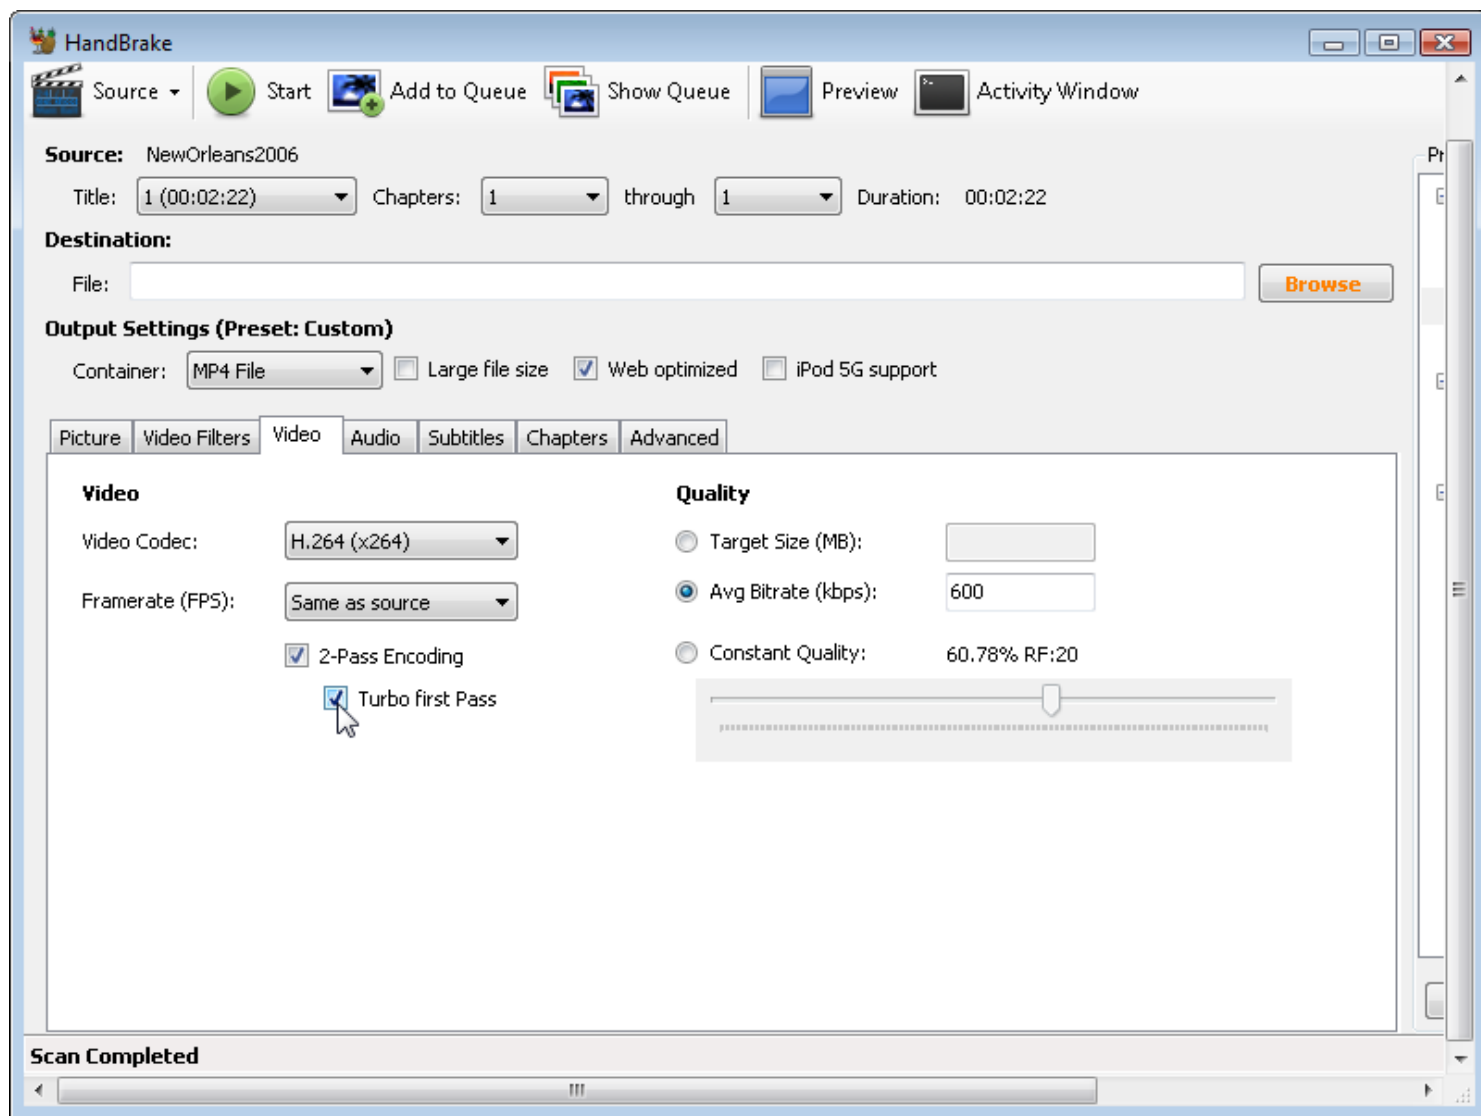 HandBrake
Source Start Add to Queue Show Queue Preview Activity Window
Source: NewOrleans2006
Title: 1 (00:02:22) Chapters: 1 through 1 Duration: 00:02:22
Destination:
File: Browse
Output Settings (Preset: Custom)
Container: MP4 File Large file size Web optimized iPod 5G support
Picture Video Filters Video Audio Subtitles Chapters Advanced
Video Quality
Video Codec: H.264 (x264) Target Size (MB):
Framerate (FPS): Same as source Avg Bitrate (kbps): 600
2-Pass Encoding Constant Quality: 60.78% RF:20
Turbo first Pass
Scan Completed